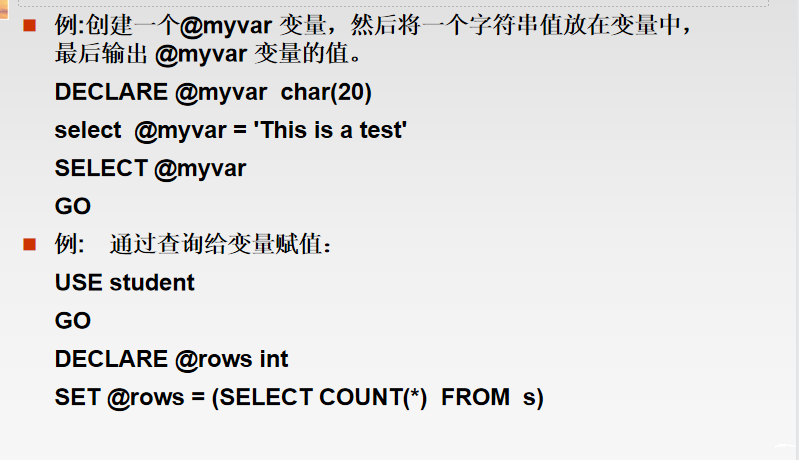 例:创建一个@myvar 变量，然后将一个字符串值放在变量中，
最后输出 @myvar 变量的值。
DECLARE @myvar  char(20)
select  @myvar = 'This is a test'
SELECT @myvar
GO
例:   通过查询给变量赋值：
USE student
GO
DECLARE @rows int
SET @rows = (SELECT COUNT(*)  FROM  s)